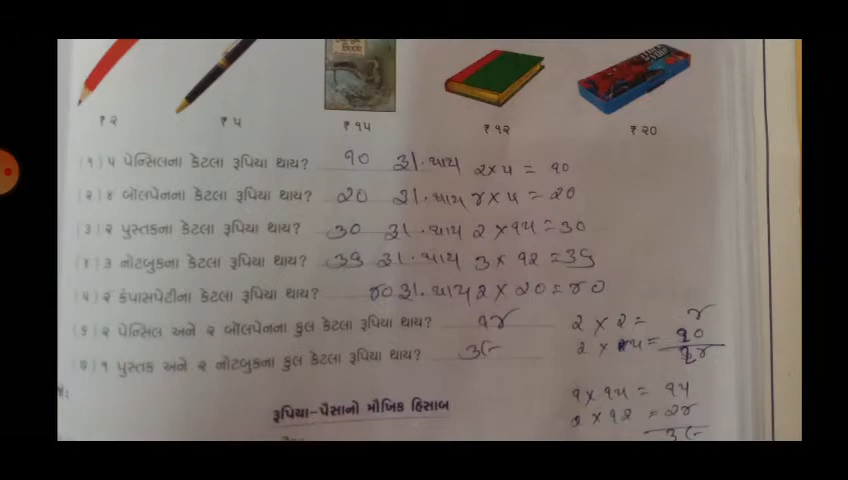 ₹ ૨ ₹ ૫ ₹ ૧૫ ₹ ૧૨ ₹ ૨૦
(૧) ૫ પેન્સિલના કેટલા રૂપિયા થાય? ૧૦ રૂા. થાય ૨ × ૫ = ૧૦
(૨) ૪ બૉલપેનના કેટલા રૂપિયા થાય? ૨૦ રૂા. થાય ૪ × ૫ = ૨૦
(૩) ૨ પુસ્તકના કેટલા રૂપિયા થાય? ૩૦ રૂા. થાય ૨ × ૧૫ = ૩૦
(૪) ૩ નોટબુકના કેટલા રૂપિયા થાય? ૩૬ રૂા. થાય ૩ × ૧૨ = ૩૬
(૫) ૨ કંપાસપેટીના કેટલા રૂપિયા થાય? ૪૦ રૂા. થાય ૨ × ૨૦ = ૪૦
(૬) ૨ પેન્સિલ અને ૨ બૉલપેનના કુલ કેટલા રૂપિયા થાય? ૧૪ ૨ × ૨ = ૪
૨ × ૫ = ૧૦
૧૪
(૭) ૧ પુસ્તક અને ૨ નોટબુકના કુલ કેટલા રૂપિયા થાય? ૩૯
૧ × ૧૫ = ૧૫
૨ × ૧૨ = ૨૪
૩૯
રૂપિયા-પૈસાનો મૌખિક હિસાબ